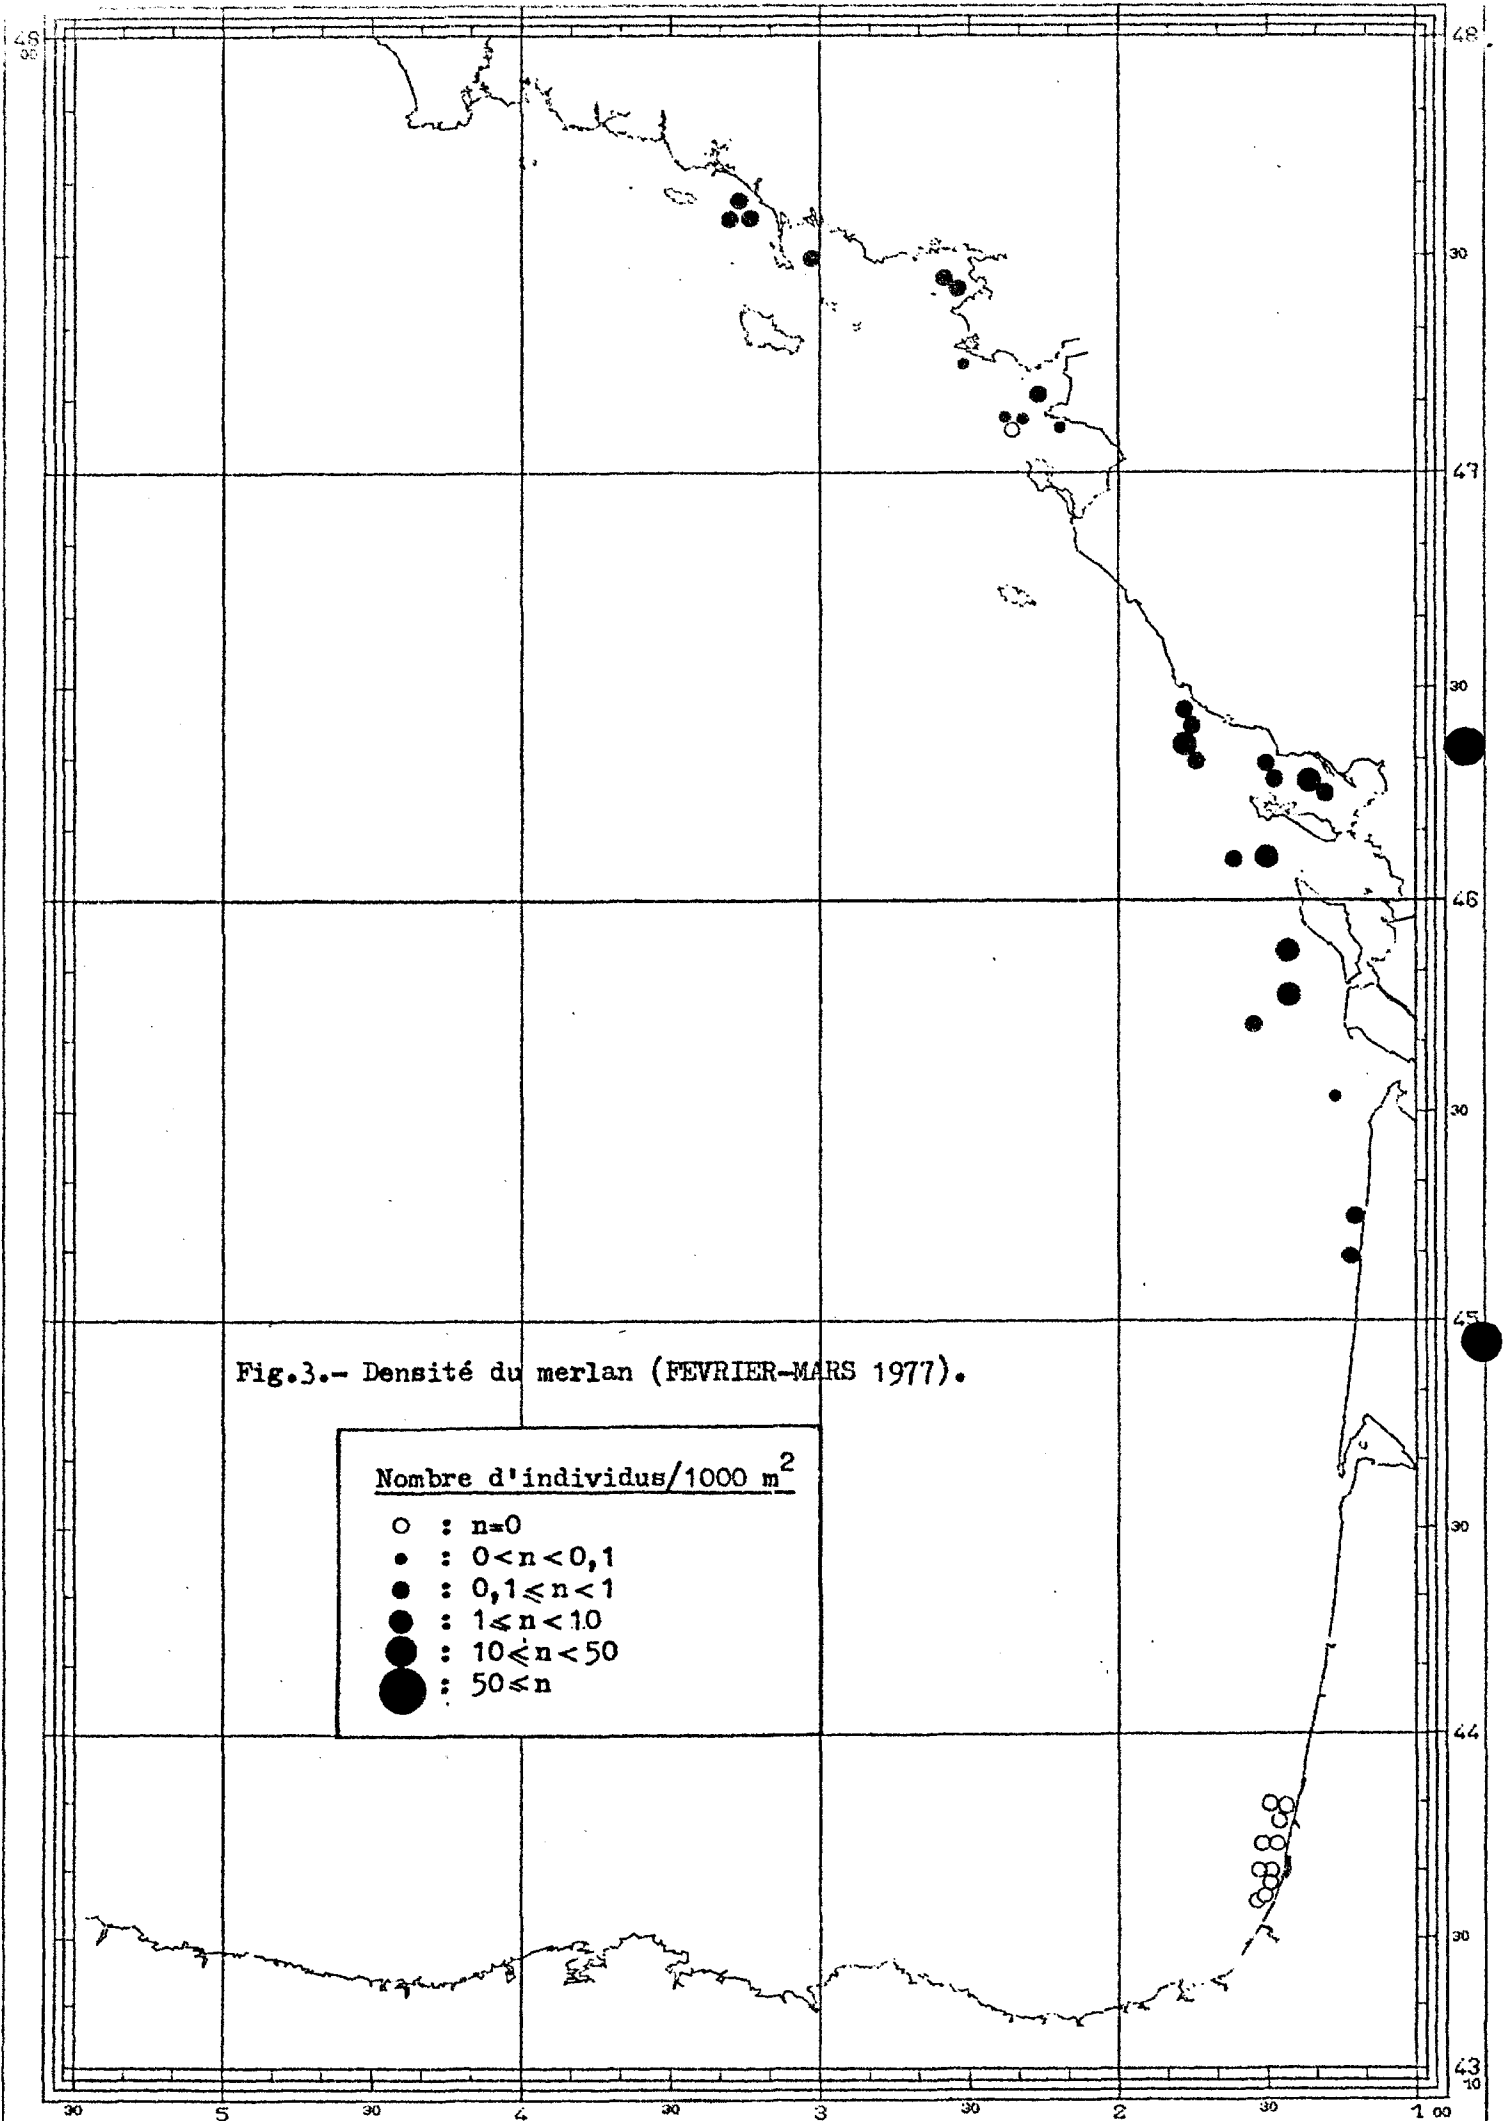 48
00
48
30
47
30
46
30
45
Fig.3.- Densité du merlan (FEVRIER-MARS 1977).
Nombre d'individus/1000 m²
: n=0
: 0<n<0,1
: 0,1⩽n<1
: 1⩽n<10
: 10⩽n<50
: 50⩽n
30
44
30
43
10
30 5 30 4 30 3 30 2 30 1 00